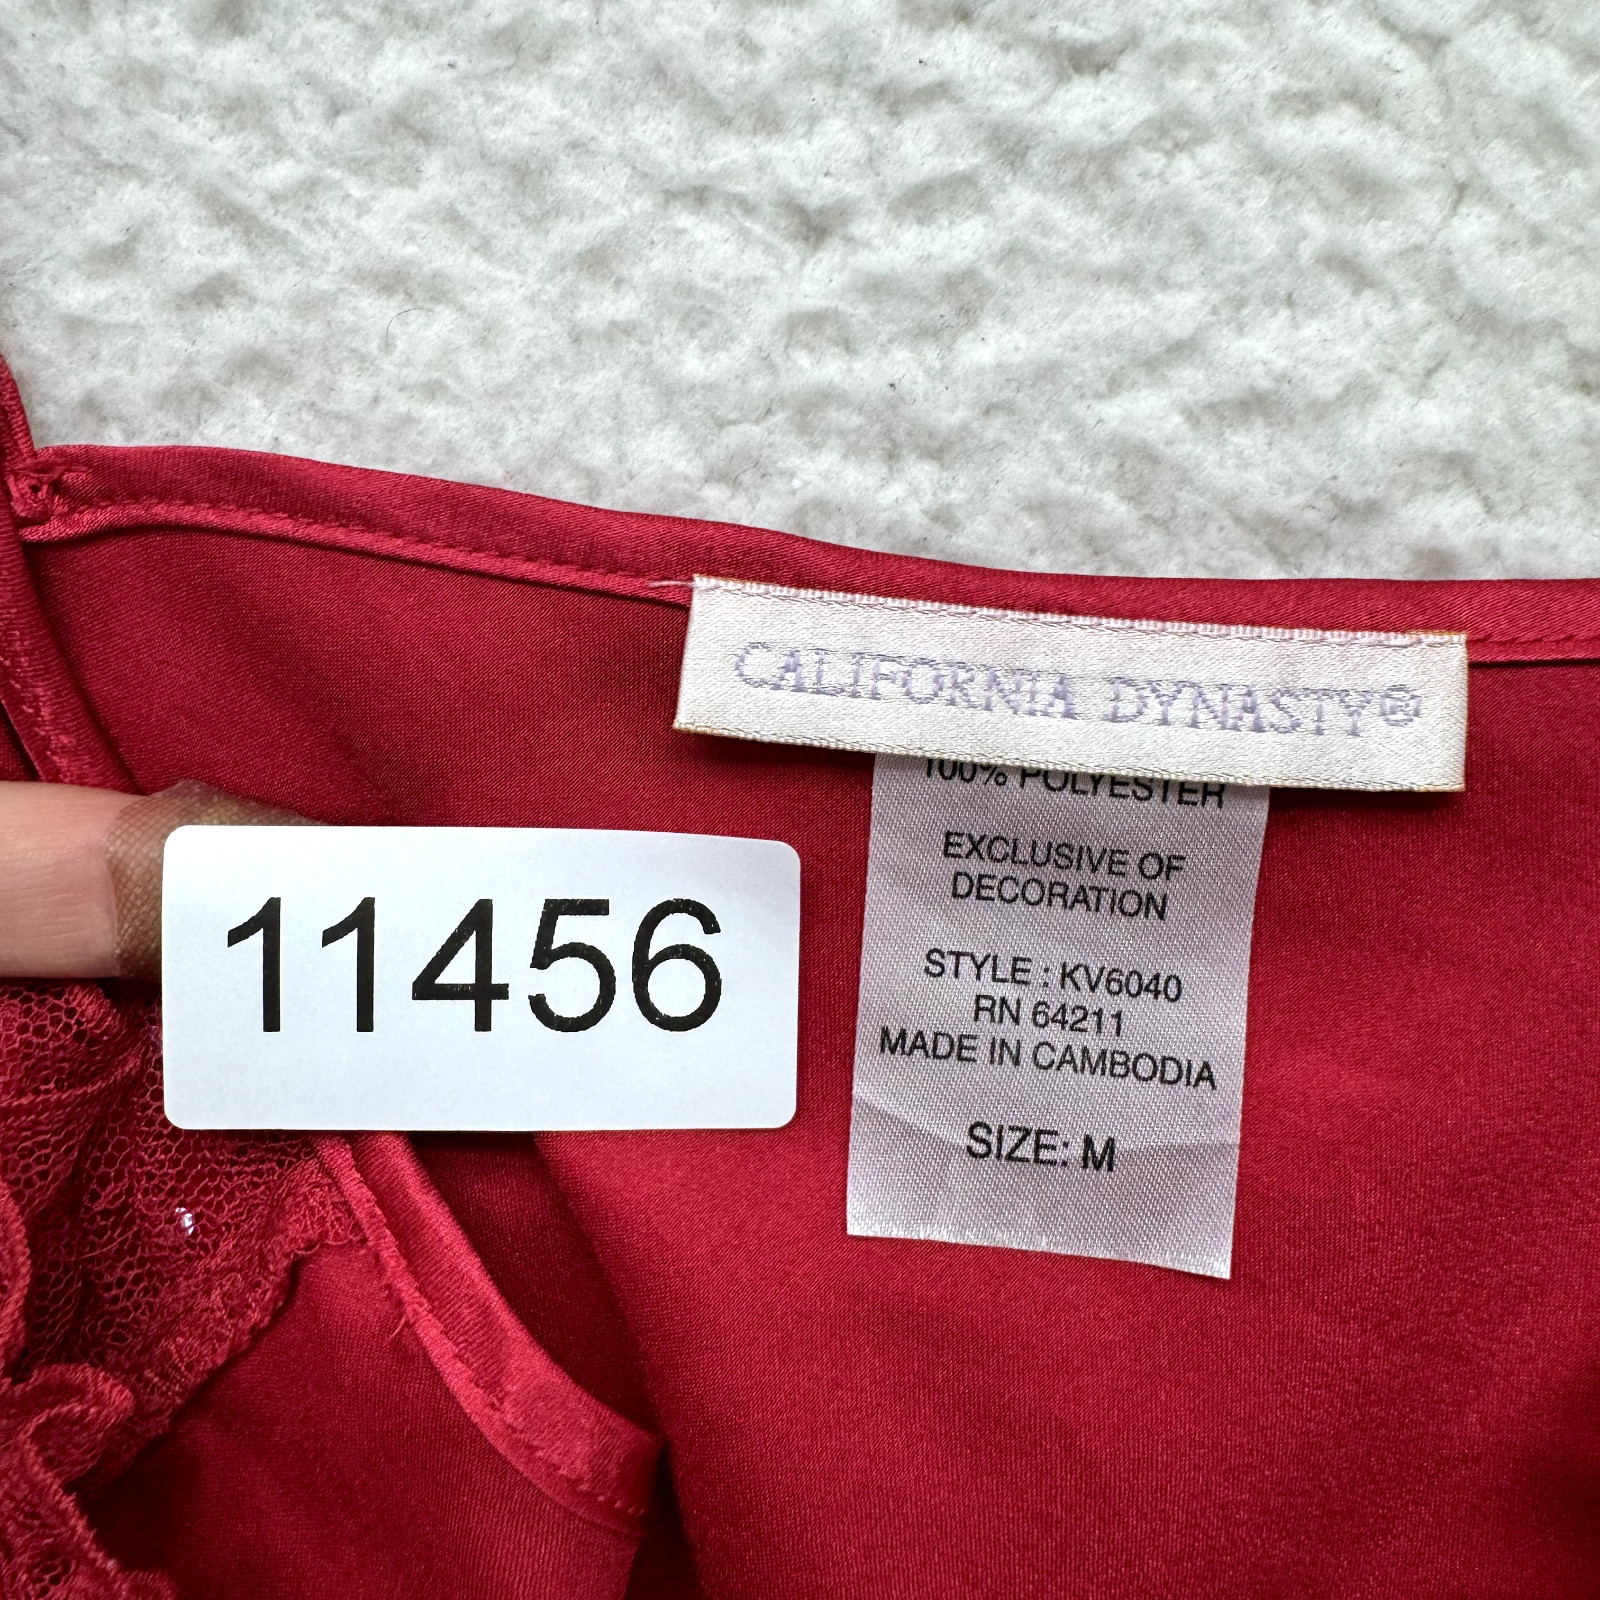 CALIFORNIA DYNASTY®
100% POLYESTER
EXCLUSIVE OF
DECORATION
STYLE : KV6040
RN 64211
MADE IN CAMBODIA
SIZE: M
11456